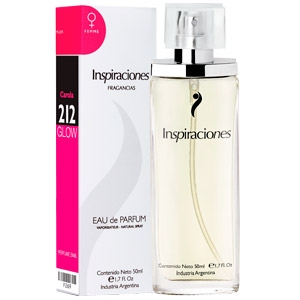 FEMME
Carola
212
GLOW
Inspiraciones
FRAGANCIAS
EAU de PARFUM
VAPORISATEUR - NATURAL SPRAY
Contenido Neto 50ml
e 1,7 Fl. Oz
Industria Argentina
Inspiraciones
Contenido Neto 50ml
e 1,7 Fl. Oz
Industria Argentina